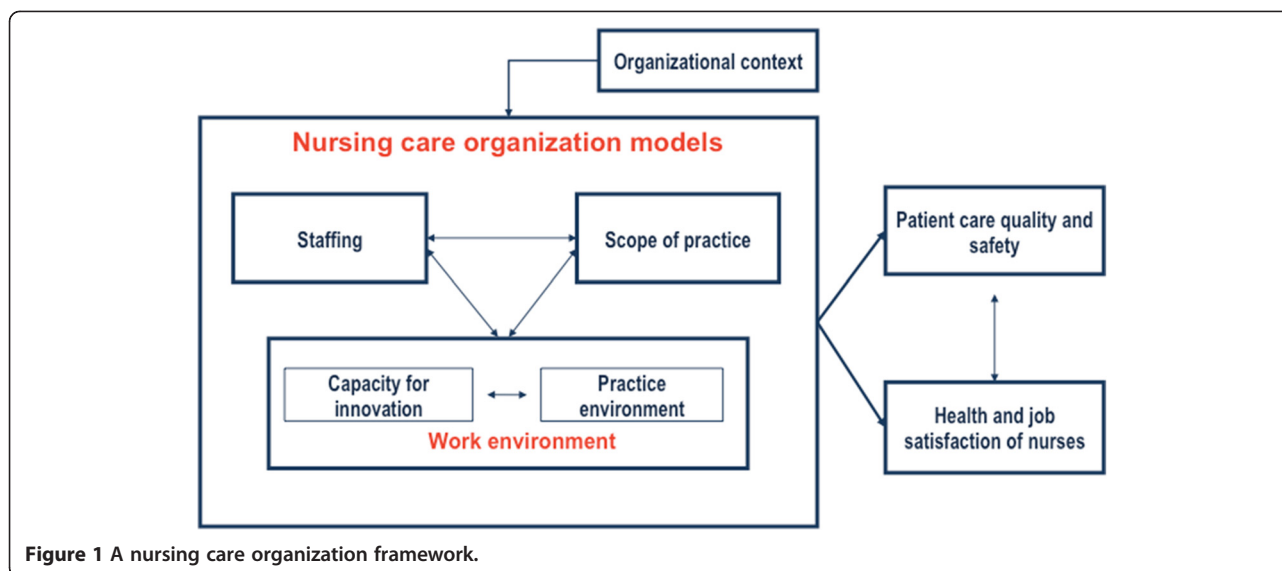 Organizational context
Nursing care organization models
Staffing
Scope of practice
Capacity for
innovation
Practice
environment
Work environment
Patient care quality and
safety
Health and job
satisfaction of nurses
Figure 1 A nursing care organization framework.